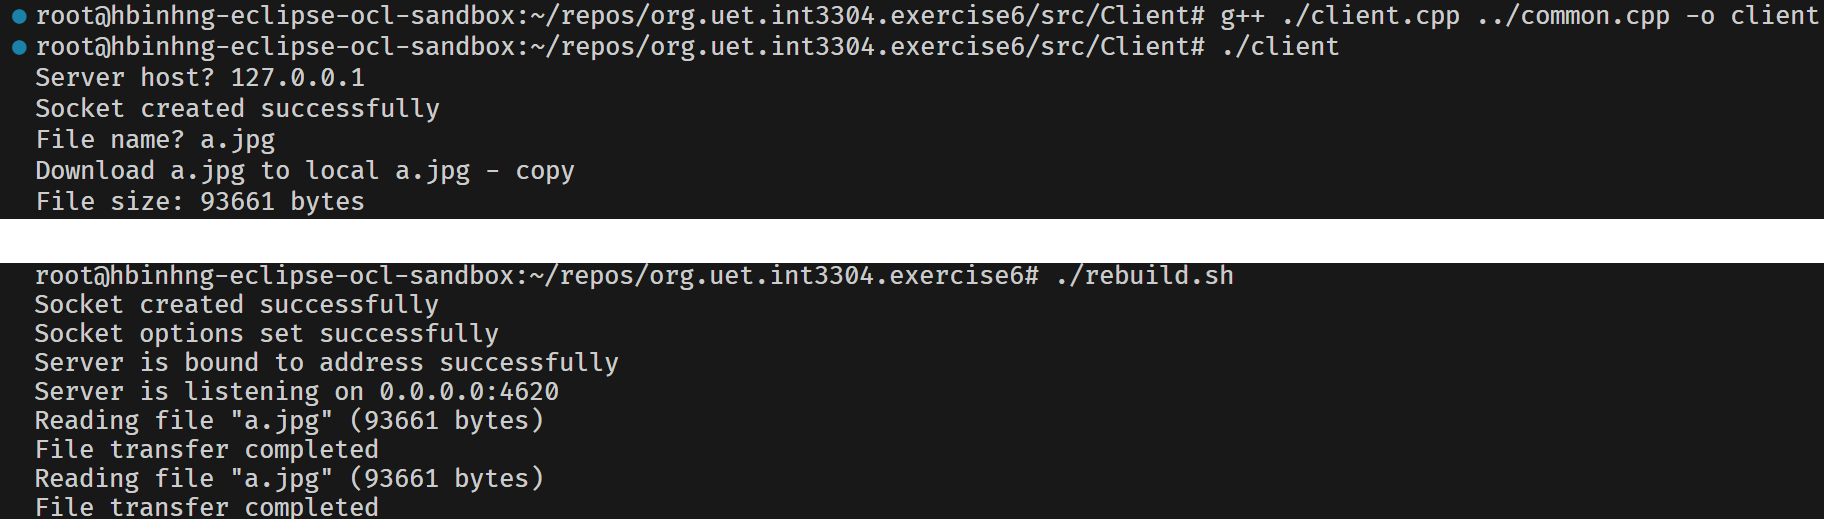 root@hbinhng-eclipse-ocl-sandbox:~/repos/org.uet.int3304.exercise6/src/Client# g++ ./client.cpp ../common.cpp -o client
root@hbinhng-eclipse-ocl-sandbox:~/repos/org.uet.int3304.exercise6/src/Client# ./client
Server host? 127.0.0.1
Socket created successfully
File name? a.jpg
Download a.jpg to local a.jpg - copy
File size: 93661 bytes
root@hbinhng-eclipse-ocl-sandbox:~/repos/org.uet.int3304.exercise6# ./rebuild.sh
Socket created successfully
Socket options set successfully
Server is bound to address successfully
Server is listening on 0.0.0.0:4620
Reading file "a.jpg" (93661 bytes)
File transfer completed
Reading file "a.jpg" (93661 bytes)
File transfer completed